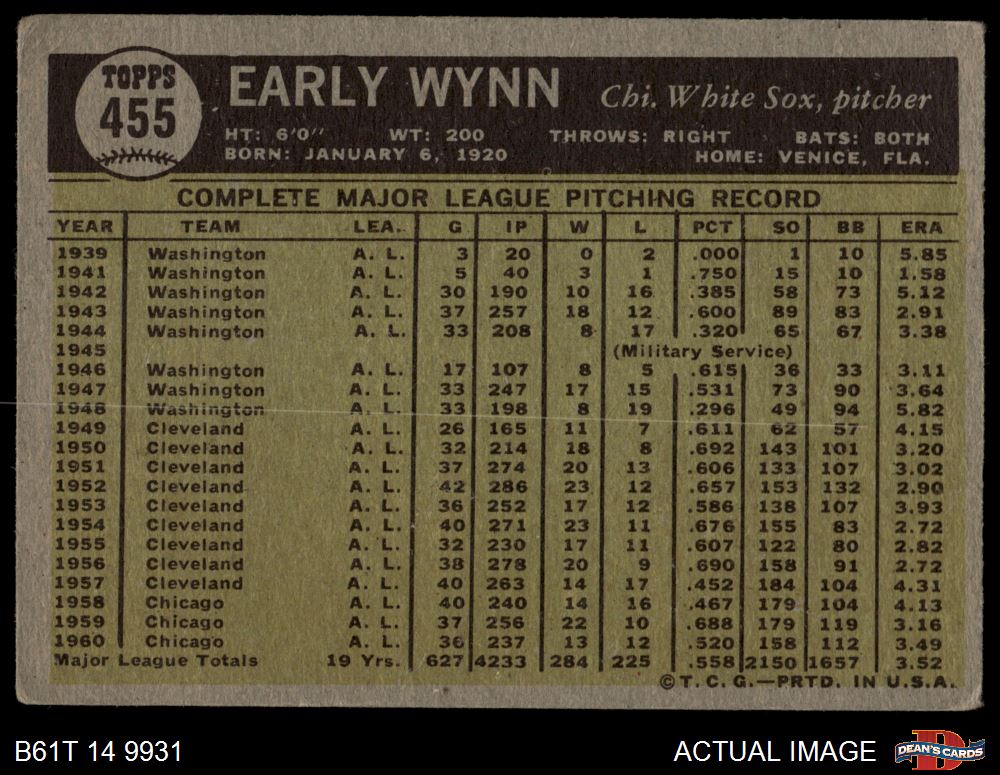 TOPPS
455
EARLY WYNN Chi. White Sox, pitcher
HT: 6'0" WT: 200 THROWS: RIGHT BATS: BOTH
BORN: JANUARY 6, 1920 HOME: VENICE, FLA.
COMPLETE MAJOR LEAGUE PITCHING RECORD
YEAR TEAM LEA. G IP W L PCT SO BB ERA
1939 Washington A. L. 3 20 0 2 .000 1 10 5.85
1941 Washington A. L. 5 40 3 1 .750 15 10 1.58
1942 Washington A. L. 30 190 10 16 .385 58 73 5.12
1943 Washington A. L. 37 257 18 12 .600 89 83 2.91
1944 Washington A. L. 33 208 8 17 .320 65 67 3.38
1945 (Military Service)
1946 Washington A. L. 17 107 8 5 .615 36 33 3.11
1947 Washington A. L. 33 247 17 15 .531 73 90 3.64
1948 Washington A. L. 33 198 8 19 .296 49 94 5.82
1949 Cleveland A. L. 26 165 11 7 .611 62 57 4.15
1950 Cleveland A. L. 32 214 18 8 .692 143 101 3.20
1951 Cleveland A. L. 37 274 20 13 .606 133 107 3.02
1952 Cleveland A. L. 42 286 23 12 .657 153 132 2.90
1953 Cleveland A. L. 36 252 17 12 .586 138 107 3.93
1954 Cleveland A. L. 40 271 23 11 .676 155 83 2.72
1955 Cleveland A. L. 32 230 17 11 .607 122 80 2.82
1956 Cleveland A. L. 38 278 20 9 .690 158 91 2.72
1957 Cleveland A. L. 40 263 14 17 .452 184 104 4.31
1958 Chicago A. L. 40 240 14 16 .467 179 104 4.13
1959 Chicago A. L. 37 256 22 10 .688 179 119 3.16
1960 Chicago A. L. 36 237 13 12 .520 158 112 3.49
Major League Totals 19 Yrs. 627 4233 284 225 .558 2150 1657 3.52
© T. C. G.—PRTD. IN U.S.A.
B61T 14 9931 ACTUAL IMAGE DEAN'S CARDS